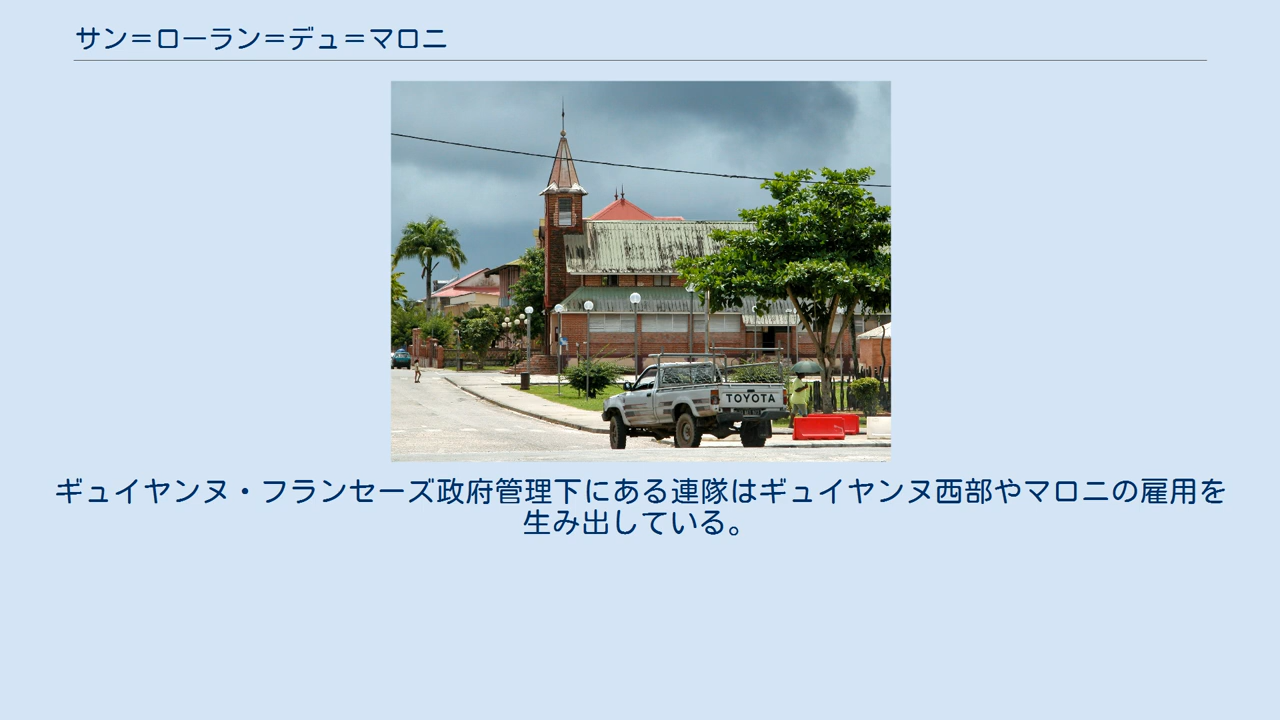 サン＝ローラン＝デュ＝マロニ
TOYOTA
ギュイヤンヌ・フランセーズ政府管理下にある連隊はギュイヤンヌ西部やマロニの雇用を
生み出している。